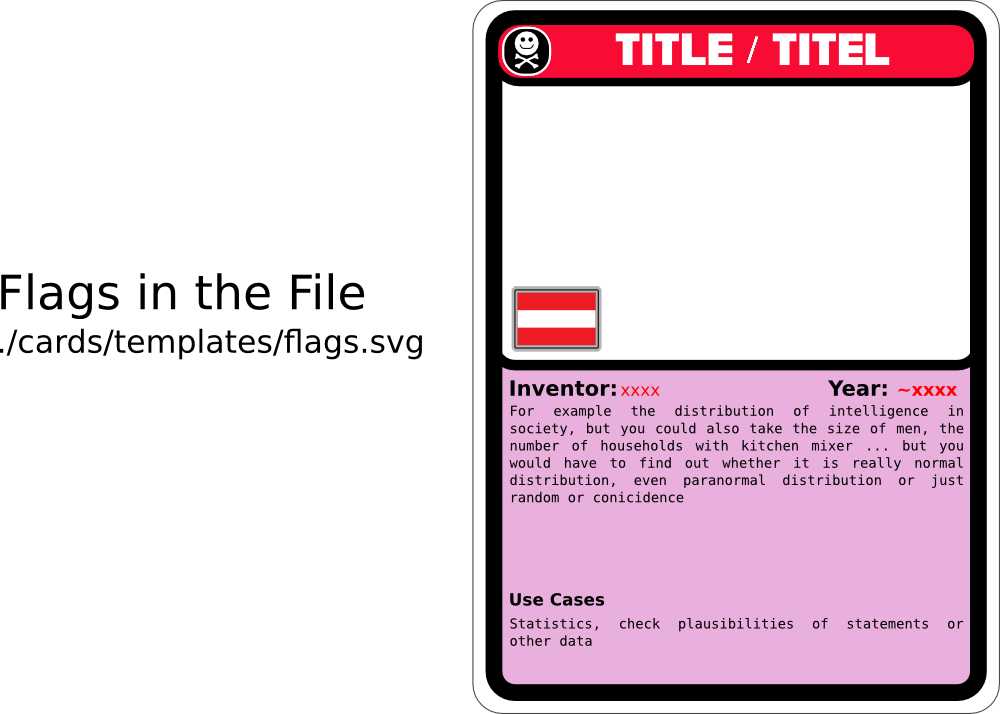 TITLE / TITEL
Flags in the File
./cards/templates/flags.svg
Inventor: xxxx
Year: ~xxxx
For example the distribution of intelligence in
society, but you could also take the size of men, the
number of households with kitchen mixer ... but you
would have to find out whether it is really normal
distribution, even paranormal distribution or just
random or conicidence
Use Cases
Statistics, check plausibilities of statements or
other data